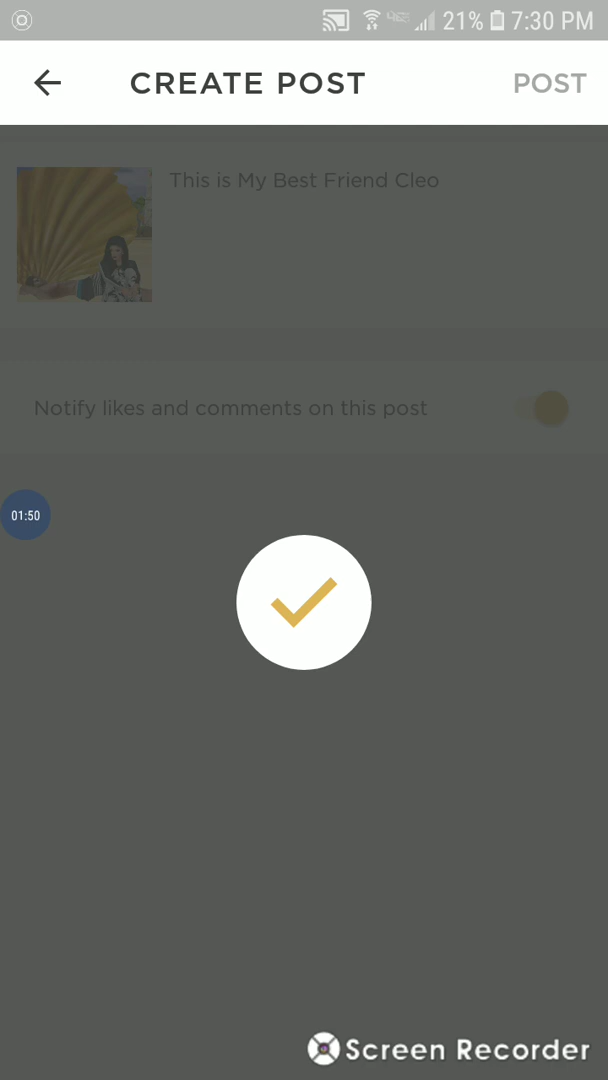 21% 7:30 PM
CREATE POST POST
This is My Best Friend Cleo
Notify likes and comments on this post
01:50
Screen Recorder